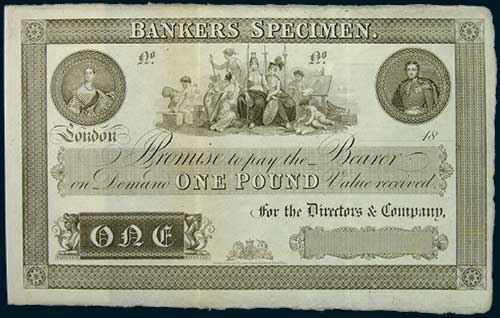 BANKERS SPECIMEN.
No. No.
London 18
I Promise to pay the Bearer
on Demand ONE POUND Value received.
For the Directors & Company,
ONE